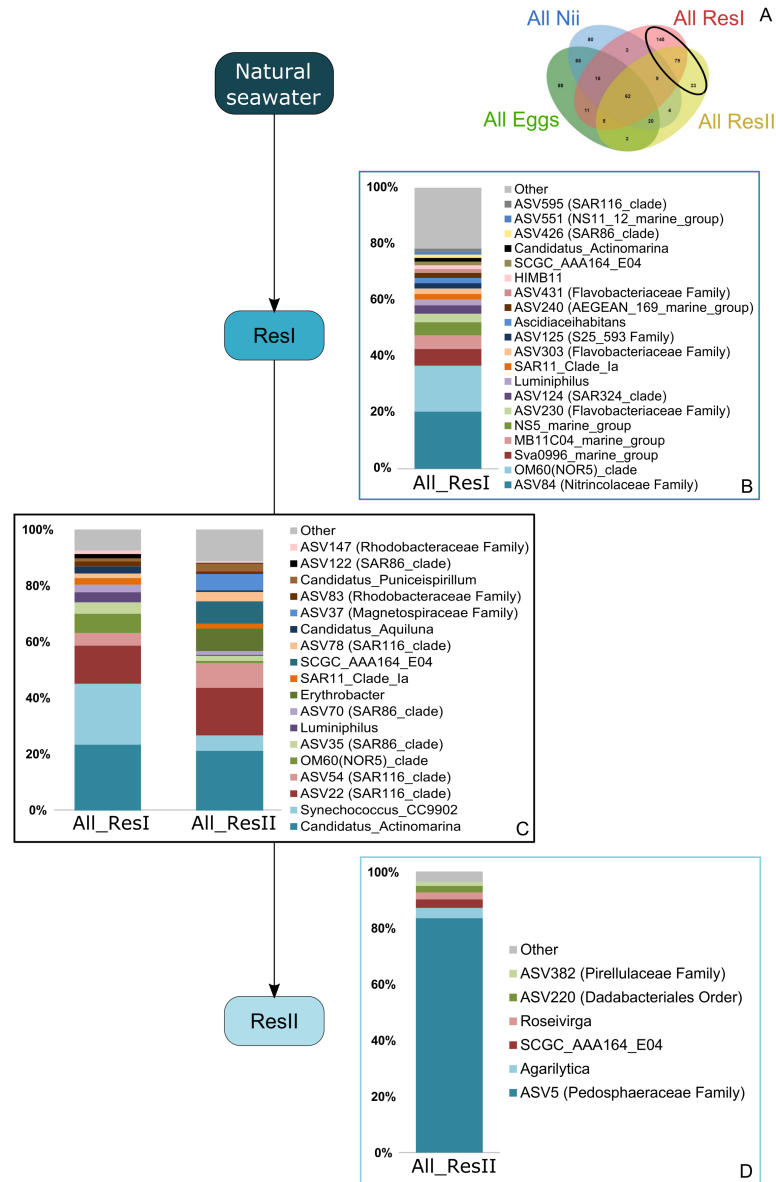 A
All Nii
All ResI
80
3
9
62
11
4
20
All Eggs
All ResII
Natural
seawater
ResI
ResII
100%
80%
60%
40%
20%
0%
All_ResI
Other
ASV595 (SAR116_clade)
ASV551 (NS11_12_marine_group)
ASV426 (SAR86_clade)
Candidatus_Actinomarina
SCGC_AAA164_E04
HIMB11
ASV431 (Flavobacteriaceae Family)
ASV240 (AEGEAN_169_marine_group)
Ascidiaceihabitans
ASV125 (S25_593 Family)
ASV303 (Flavobacteriaceae Family)
SAR11_Clade_Ia
Luminiphilus
ASV124 (SAR324_clade)
ASV230 (Flavobacteriaceae Family)
NS5_marine_group
MB11C04_marine_group
Sva0996_marine_group
OM60(NOR5)_clade
ASV84 (Nitrincolaceae Family)
B
100%
80%
60%
40%
20%
0%
All_ResI
All_ResII
Other
ASV147 (Rhodobacteraceae Family)
ASV122 (SAR86_clade)
Candidatus_Puniceispirillum
ASV83 (Rhodobacteraceae Family)
ASV37 (Magnetospiraceae Family)
Candidatus_Aquiluna
ASV78 (SAR116_clade)
SCGC_AAA164_E04
SAR11_Clade_Ia
Erythrobacter
ASV70 (SAR86_clade)
Luminiphilus
ASV35 (SAR86_clade)
OM60(NOR5)_clade
ASV54 (SAR116_clade)
ASV22 (SAR116_clade)
Synechococcus_CC9902
Candidatus_Actinomarina
C
100%
80%
60%
40%
20%
0%
All_ResII
Other
ASV382 (Pirellulaceae Family)
ASV220 (Dadabacteriales Order)
Roseivirga
SCGC_AAA164_E04
Agarilytica
ASV5 (Pedosphaeraceae Family)
D